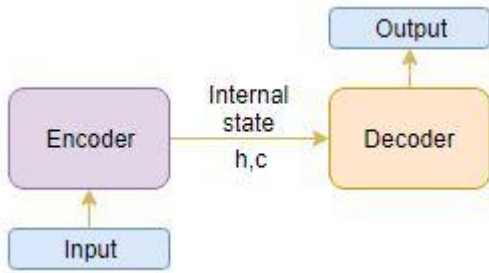 Output
Internal
state
Encoder
Decoder
h,c
Input